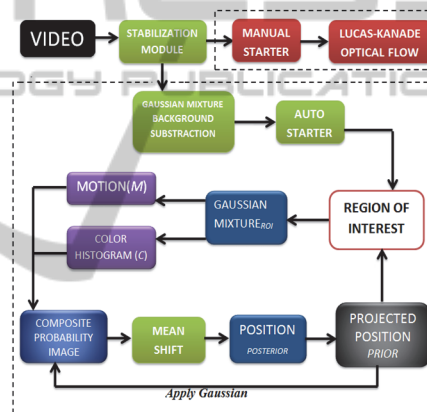 VIDEO
STABILIZATION
MODULE
MANUAL
STARTER
LUCAS-KANADE
OPTICAL FLOW
GAUSSIAN MIXTURE
BACKGROUND
SUBSTRACTION
AUTO
STARTER
MOTION(M)
GAUSSIAN
MIXTUREROI
REGION OF
INTEREST
COLOR
HISTOGRAM (C)
COMPOSITE
PROBABILITY
IMAGE
MEAN
SHIFT
POSITION
POSTERIOR
PROJECTED
POSITION
PRIOR
Apply Gaussian